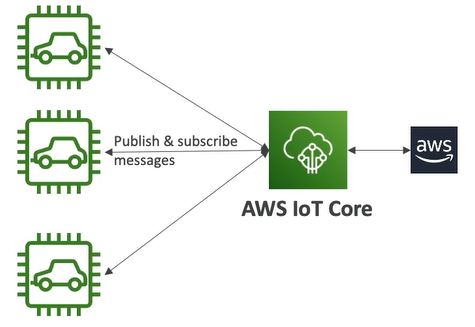 Publish & subscribe
messages
aws
AWS IoT Core